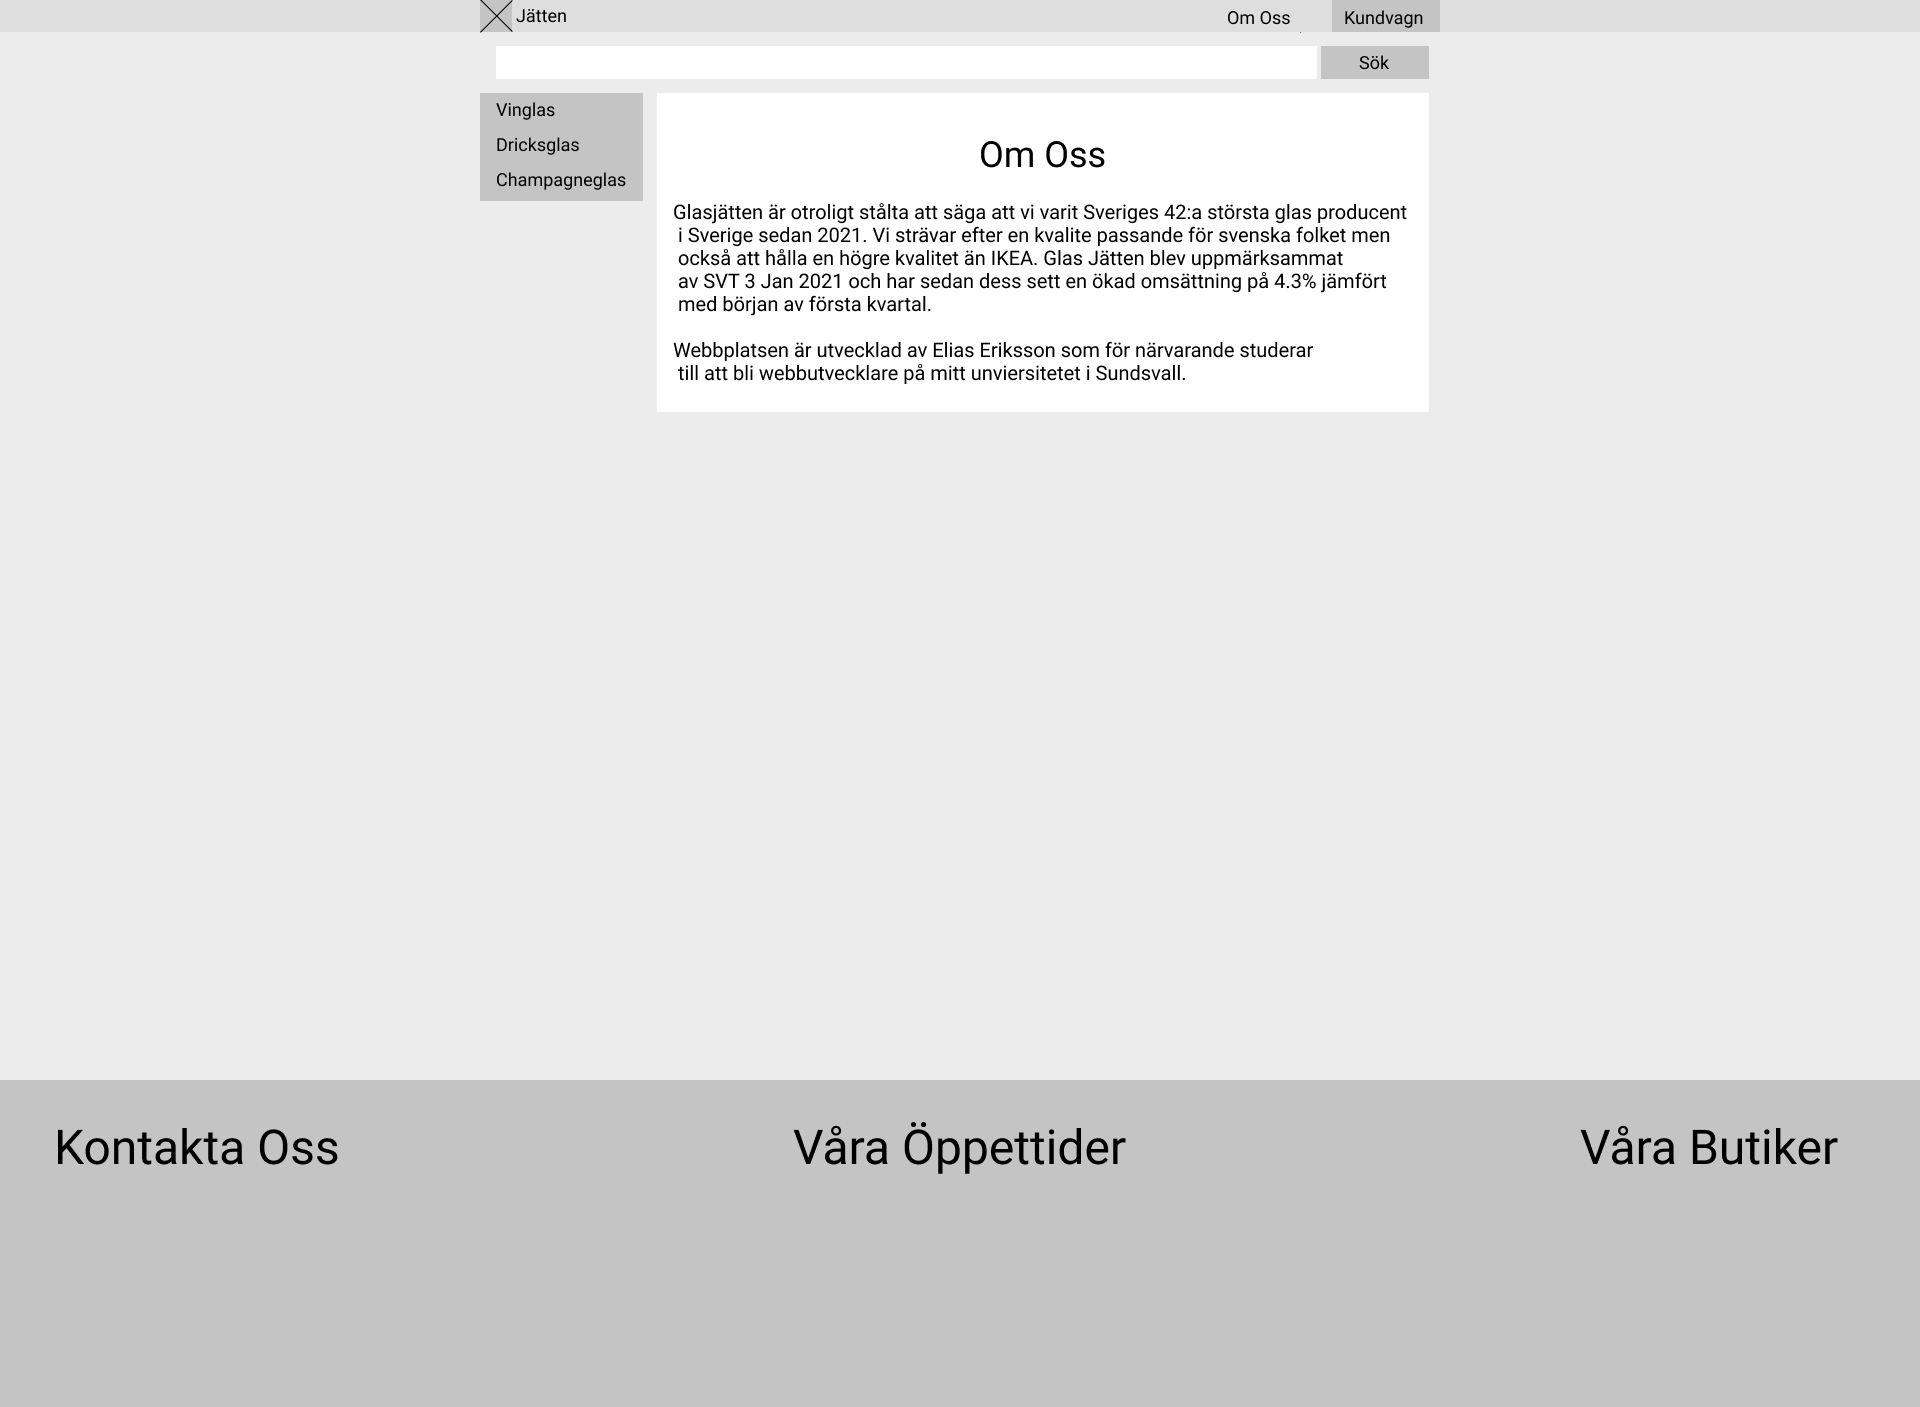 Jätten
Om Oss
Kundvagn
Sök
Vinglas
Dricksglas
Champagneglas
Om Oss
Glasjätten är otroligt stålta att säga att vi varit Sveriges 42:a största glas producent
i Sverige sedan 2021. Vi strävar efter en kvalite passande för svenska folket men
också att hålla en högre kvalitet än IKEA. Glas Jätten blev uppmärksammat
av SVT 3 Jan 2021 och har sedan dess sett en ökad omsättning på 4.3% jämfört
med början av första kvartal.
Webbplatsen är utvecklad av Elias Eriksson som för närvarande studerar
till att bli webbutvecklare på mitt unviersitetet i Sundsvall.
Kontakta Oss
Våra Öppettider
Våra Butiker